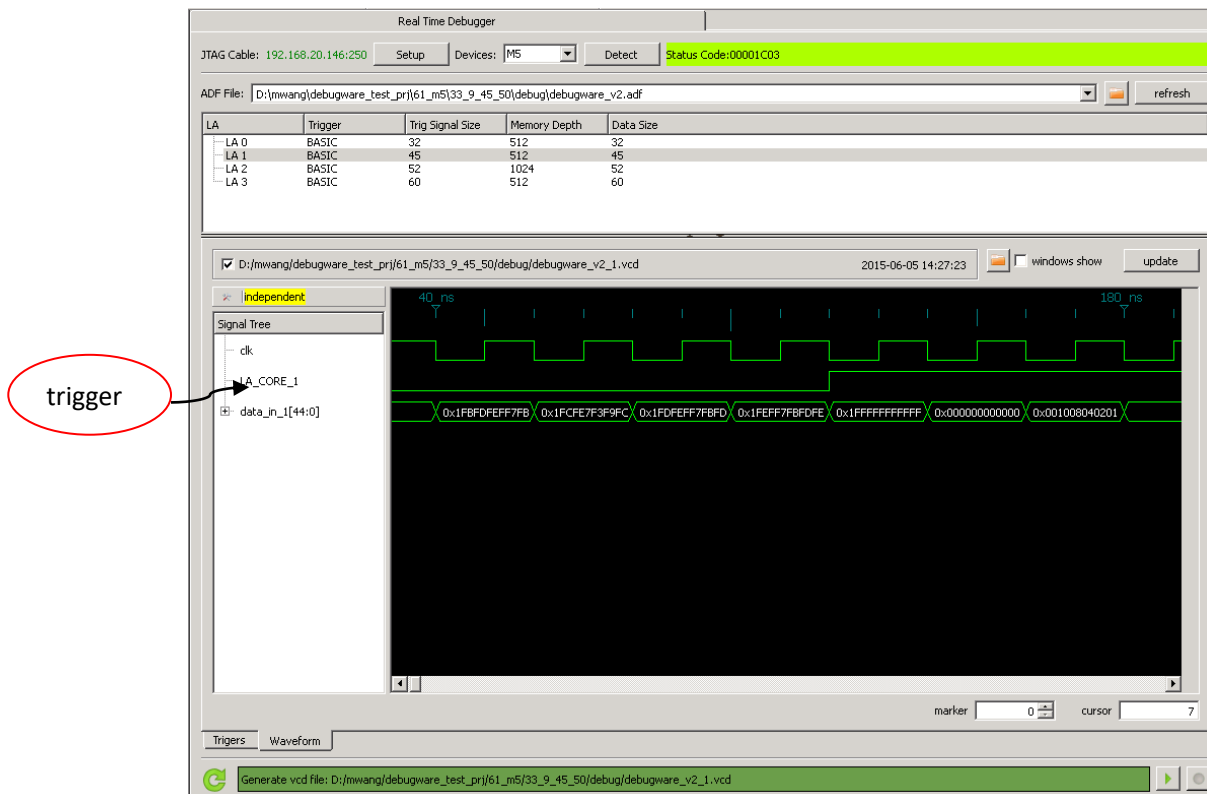 Real Time Debugger
JTAG Cable: 192.168.20.146:250 Setup Devices: M5 Detect Status Code:00001C03
ADF File: D:\mwang\debugware_test_prj\61_m5\33_9_45_50\debug\debugware_v2.adf refresh
LA Trigger Trig Signal Size Memory Depth Data Size
LA 0 BASIC 32 512 32
LA 1 BASIC 45 512 45
LA 2 BASIC 52 1024 52
LA 3 BASIC 60 512 60
D:/mwang/debugware_test_prj/61_m5/33_9_45_50/debug/debugware_v2_1.vcd 2015-06-05 14:27:23 windows show update
independent 40 ns 180 ns
Signal Tree
clk
trigger LA_CORE_1
data_in_1[44:0] 0x1FBFDFEFF7FB 0x1FCFE7F3F9FC 0x1FDFEFF7FBFD 0x1FEFF7FBFDFE 0x1FFFFFFFFFFF 0x000000000000 0x001008040201
marker 0 cursor 7
Trigers Waveform
Generate vcd file: D:/mwang/debugware_test_prj/61_m5/33_9_45_50/debug/debugware_v2_1.vcd